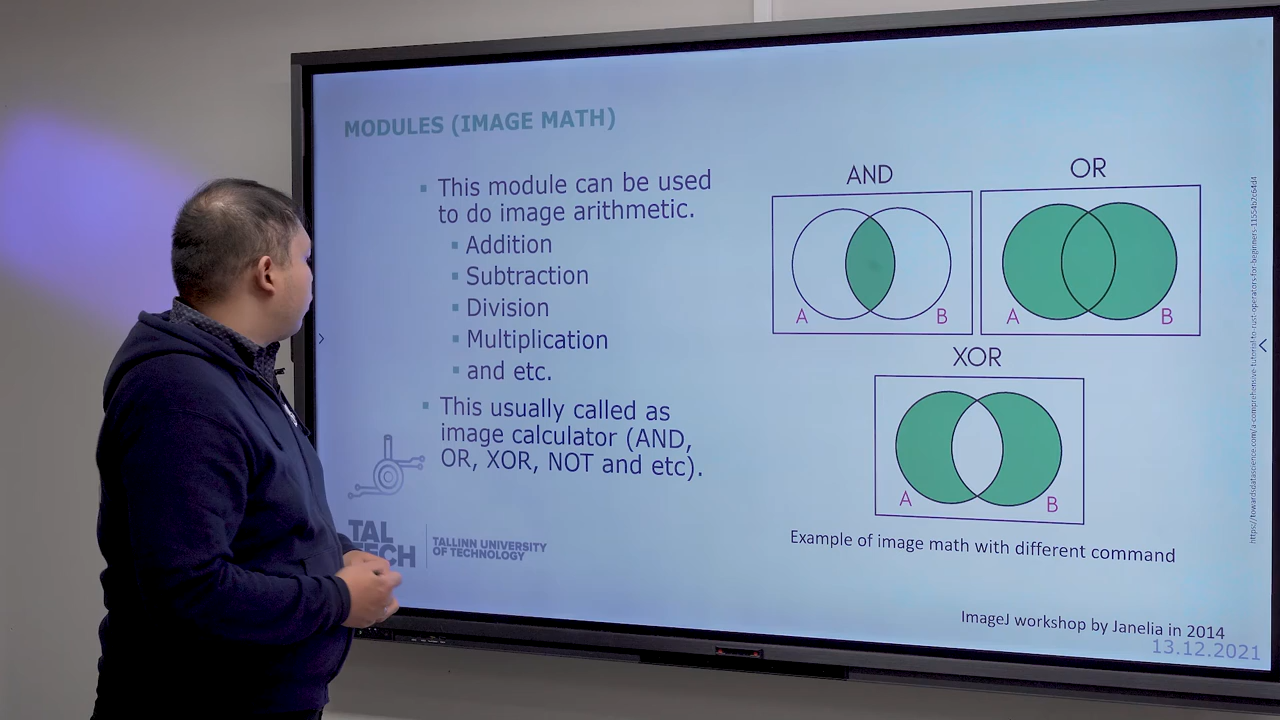 MODULES (IMAGE MATH)
This module can be used
to do image arithmetic.
Addition
Subtraction
Division
Multiplication
and etc.
This usually called as
image calculator (AND,
OR, XOR, NOT and etc).
AND
A
B
OR
A
B
XOR
A
B
Example of image math with different command
ImageJ workshop by Janelia in 2014
13.12.2021
TAL
TECH
TALLINN UNIVERSITY
OF TECHNOLOGY